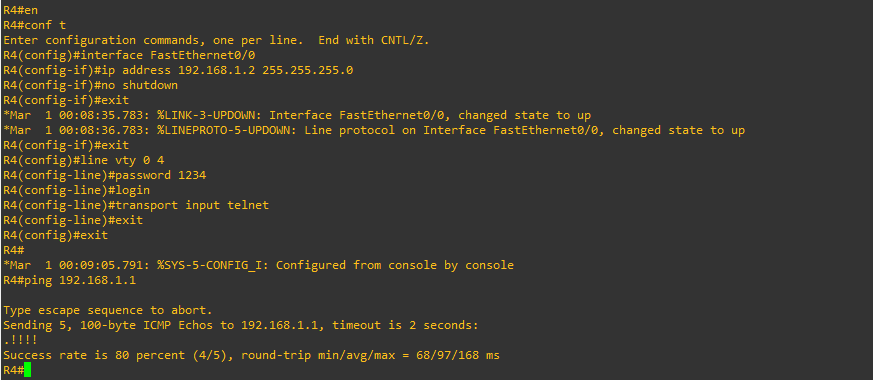 R4#en
R4#conf t
Enter configuration commands, one per line.  End with CNTL/Z.
R4(config)#interface FastEthernet0/0
R4(config-if)#ip address 192.168.1.2 255.255.255.0
R4(config-if)#no shutdown
R4(config-if)#exit
*Mar  1 00:08:35.783: %LINK-3-UPDOWN: Interface FastEthernet0/0, changed state to up
*Mar  1 00:08:36.783: %LINEPROTO-5-UPDOWN: Line protocol on Interface FastEthernet0/0, changed state to up
R4(config-if)#exit
R4(config)#line vty 0 4
R4(config-line)#password 1234
R4(config-line)#login
R4(config-line)#transport input telnet
R4(config-line)#exit
R4(config)#exit
R4#
*Mar  1 00:09:05.791: %SYS-5-CONFIG_I: Configured from console by console
R4#ping 192.168.1.1
Type escape sequence to abort.
Sending 5, 100-byte ICMP Echos to 192.168.1.1, timeout is 2 seconds:
.!!!!
Success rate is 80 percent (4/5), round-trip min/avg/max = 68/97/168 ms
R4#